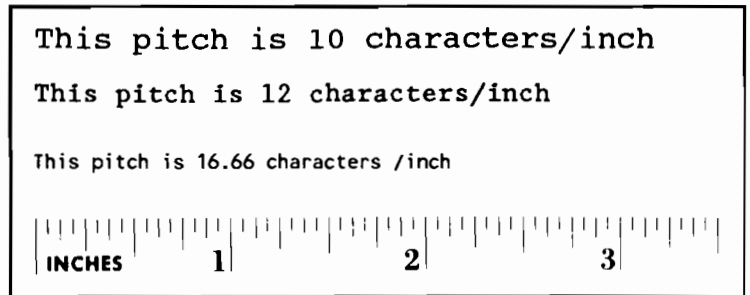 This pitch is 10 characters/inch
This pitch is 12 characters/inch
This pitch is 16.66 characters /inch
INCHES 1 2 3